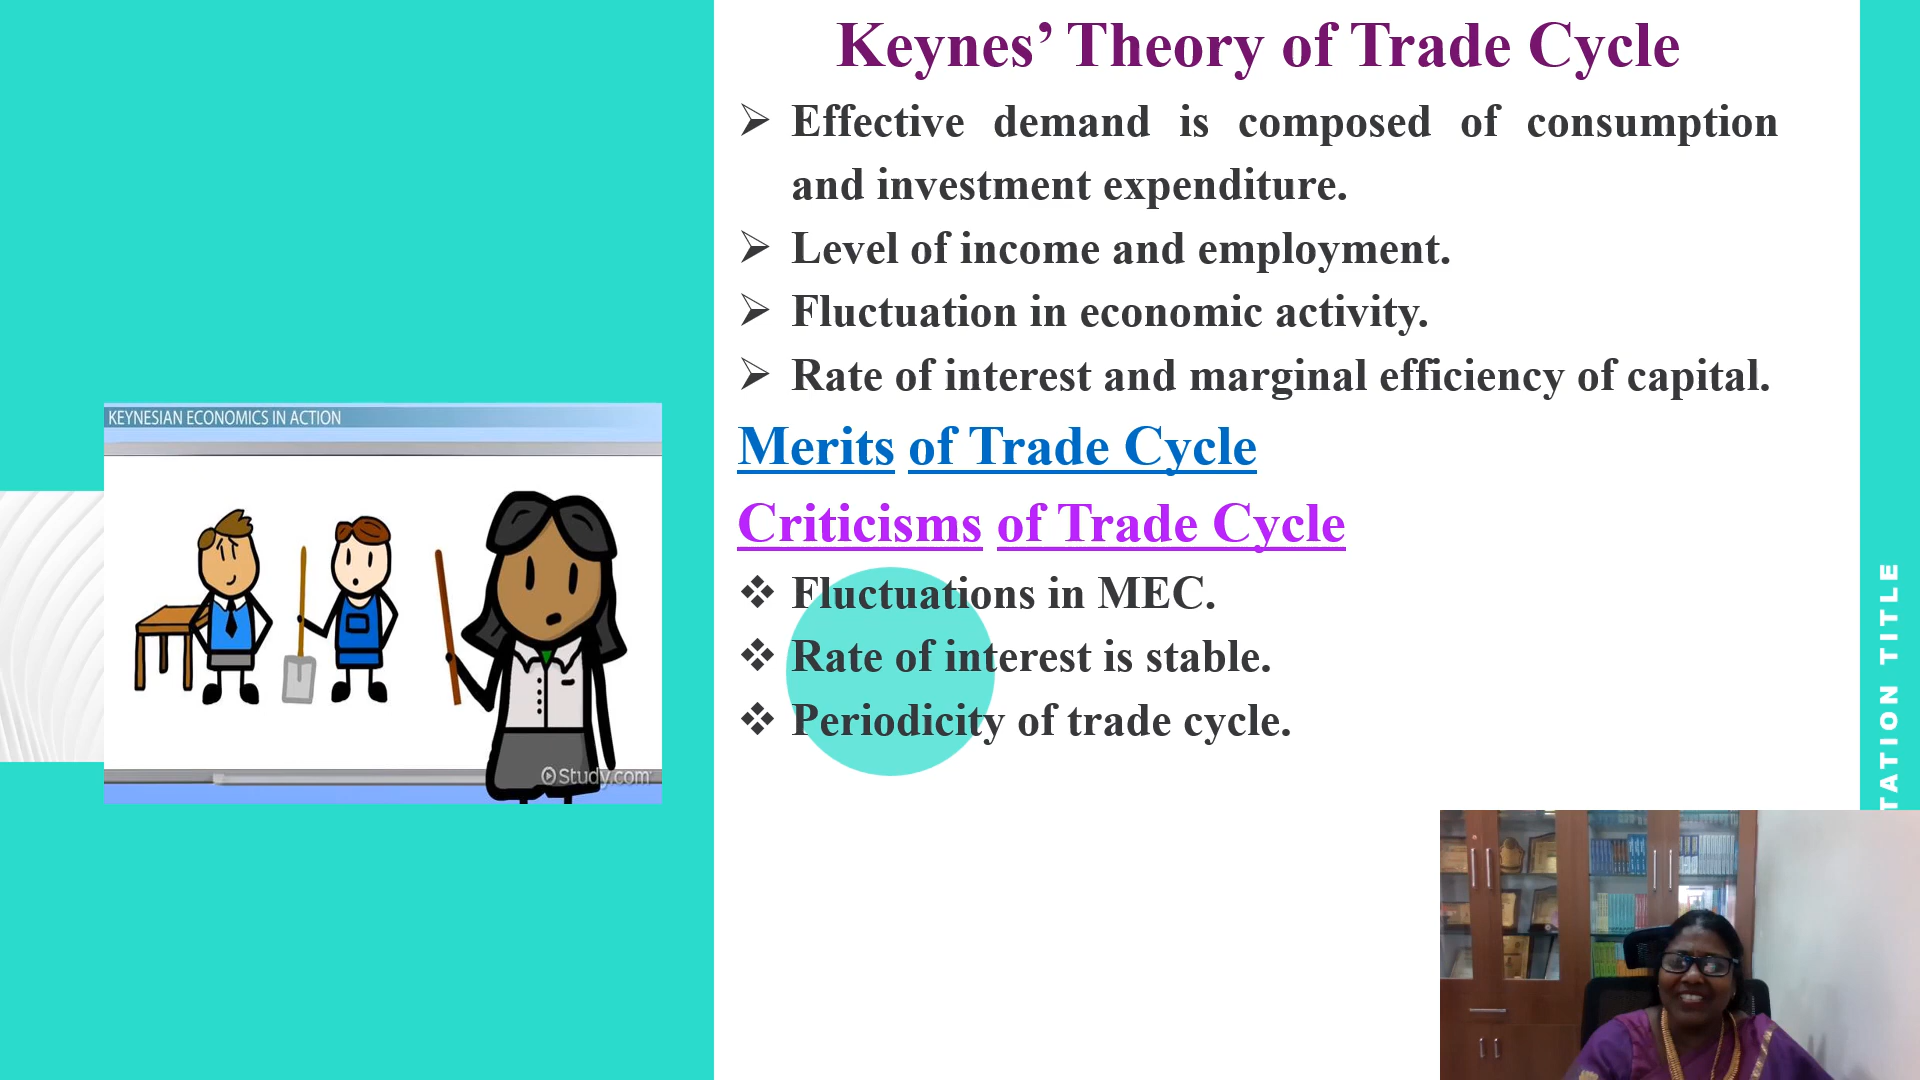 Keynes’ Theory of Trade Cycle
➢ Effective demand is composed of consumption
and investment expenditure.
➢ Level of income and employment.
➢ Fluctuation in economic activity.
➢ Rate of interest and marginal efficiency of capital.
Merits of Trade Cycle
Criticisms of Trade Cycle
❖ Fluctuations in MEC.
❖ Rate of interest is stable.
❖ Periodicity of trade cycle.
KEYNESIAN ECONOMICS IN ACTION
Study.com
TATION TITLE